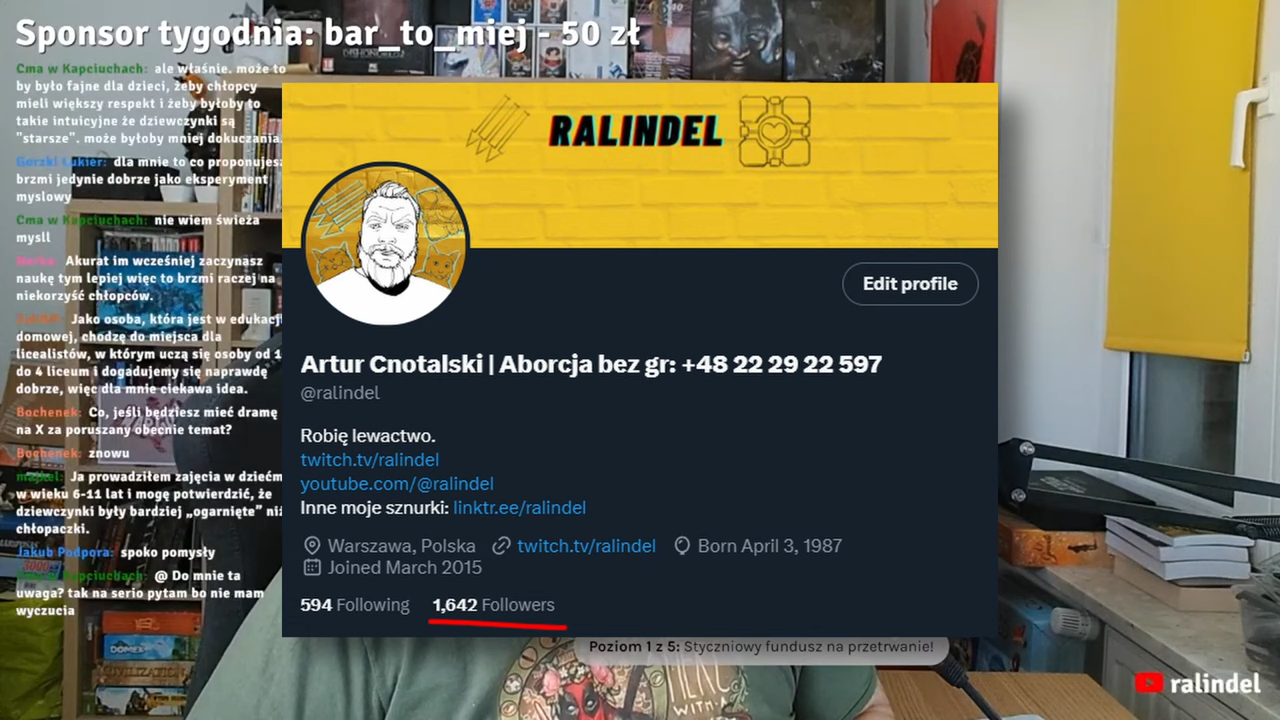 Sponsor tygodnia: bar_to_miej - 50 zł
Cma w Kapciuchach: ale właśnie. może to
by było fajne dla dzieci, żeby chłopcy
mieli większy respekt i żeby byłoby to
takie intuicyjne że dziewczynki są
"starsze". może byłoby mniej dokuczania.
Gorzki Lukier: dla mnie to co proponujesz
brzmi jedynie dobrze jako eksperyment
myslowy
Cma w Kapciuchach: nie wiem świeża
mysll
Akurat im wcześniej zaczynasz
naukę tym lepiej więc to brzmi raczej na
niekorzyść chłopców.
Jako osoba, która jest w edukacji
domowej, chodzę do miejsca dla
licealistów, w którym uczą się osoby od 1
do 4 liceum i dogadujemy się naprawdę
dobrze, więc dla mnie ciekawa idea.
Bochenek: Co, jeśli będziesz mieć dramę
na X za poruszany obecnie temat?
Bochenek: znowu
majkel: Ja prowadziłem zajęcia w dziećm
w wieku 6-11 lat i mogę potwierdzić, że
dziewczynki były bardziej „ogarnięte" niż
chłopaczki.
Jakub Podpora: spoko pomysły
Cma w Kapciuchach: @ Do mnie ta
uwaga? tak na serio pytam bo nie mam
wyczucia
RALINDEL
Edit profile
Artur Cnotalski | Aborcja bez gr: +48 22 29 22 597
@ralindel
Robię lewactwo.
twitch.tv/ralindel
youtube.com/@ralindel
Inne moje sznurki: linktr.ee/ralindel
Warszawa, Polska twitch.tv/ralindel Born April 3, 1987
Joined March 2015
594 Following 1,642 Followers
Poziom 1 z 5: Styczniowy fundusz na przetrwanie!
ralindel